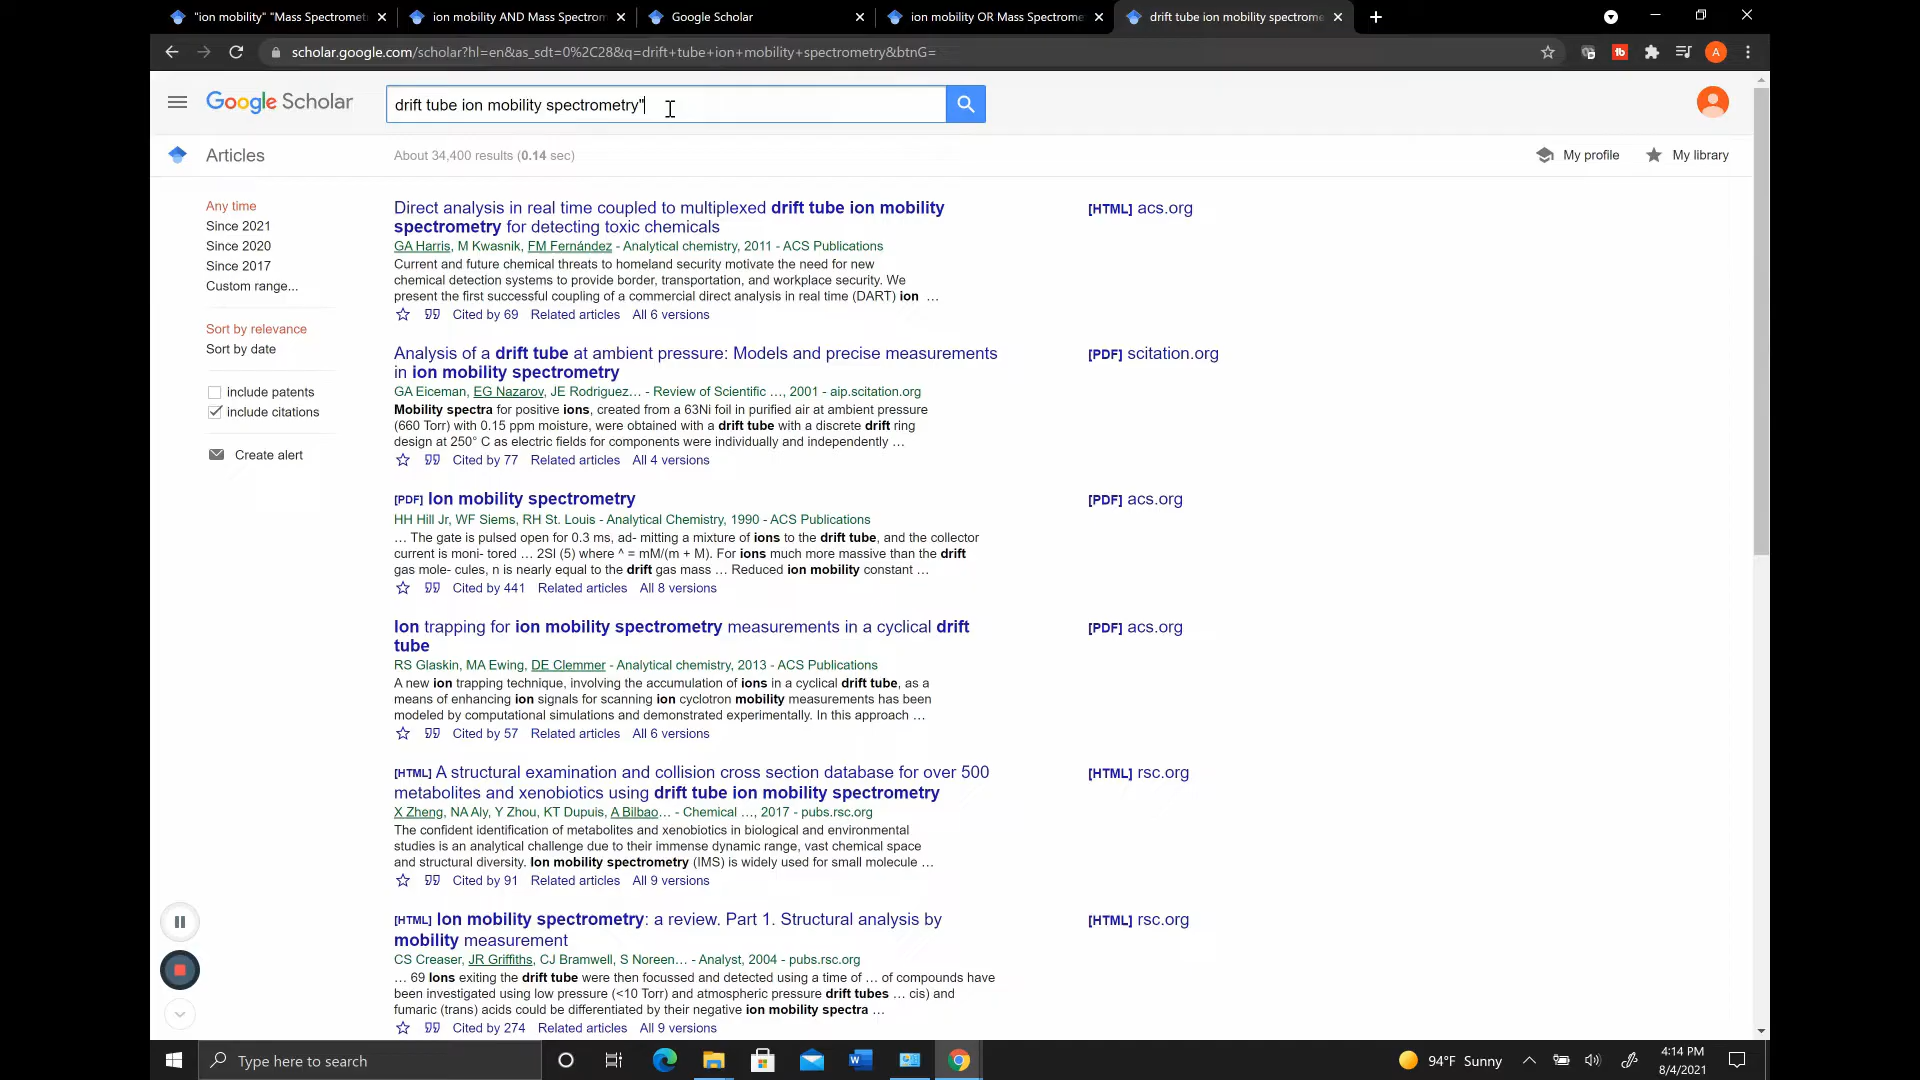 "ion mobility" "Mass Spectromet
ion mobility AND Mass Spectrom
Google Scholar
ion mobility OR Mass Spectrome
drift tube ion mobility spectrome
scholar.google.com/scholar?hl=en&as_sdt=0%2C28&q=drift+tube+ion+mobility+spectrometry&btnG=
fb
A
Google Scholar
drift tube ion mobility spectrometry"
Articles
About 34,400 results (0.14 sec)
My profile
My library
Any time
Since 2021
Since 2020
Since 2017
Custom range...
Sort by relevance
Sort by date
include patents
include citations
Create alert
Direct analysis in real time coupled to multiplexed drift tube ion mobility
spectrometry for detecting toxic chemicals
GA Harris, M Kwasnik, FM Fernández - Analytical chemistry, 2011 - ACS Publications
Current and future chemical threats to homeland security motivate the need for new
chemical detection systems to provide border, transportation, and workplace security. We
present the first successful coupling of a commercial direct analysis in real time (DART) ion …
Cited by 69 Related articles All 6 versions
[HTML] acs.org
Analysis of a drift tube at ambient pressure: Models and precise measurements
in ion mobility spectrometry
GA Eiceman, EG Nazarov, JE Rodriguez… - Review of Scientific …, 2001 - aip.scitation.org
Mobility spectra for positive ions, created from a 63Ni foil in purified air at ambient pressure
(660 Torr) with 0.15 ppm moisture, were obtained with a drift tube with a discrete drift ring
design at 250° C as electric fields for components were individually and independently …
Cited by 77 Related articles All 4 versions
[PDF] scitation.org
[PDF] Ion mobility spectrometry
HH Hill Jr, WF Siems, RH St. Louis - Analytical Chemistry, 1990 - ACS Publications
… The gate is pulsed open for 0.3 ms, ad- mitting a mixture of ions to the drift tube, and the collector
current is moni- tored … 2SI (5) where ^ = mM/(m + M). For ions much more massive than the drift
gas mole- cules, n is nearly equal to the drift gas mass … Reduced ion mobility constant …
Cited by 441 Related articles All 8 versions
[PDF] acs.org
Ion trapping for ion mobility spectrometry measurements in a cyclical drift
tube
RS Glaskin, MA Ewing, DE Clemmer - Analytical chemistry, 2013 - ACS Publications
A new ion trapping technique, involving the accumulation of ions in a cyclical drift tube, as a
means of enhancing ion signals for scanning ion cyclotron mobility measurements has been
modeled by computational simulations and demonstrated experimentally. In this approach …
Cited by 57 Related articles All 6 versions
[PDF] acs.org
[HTML] A structural examination and collision cross section database for over 500
metabolites and xenobiotics using drift tube ion mobility spectrometry
X Zheng, NA Aly, Y Zhou, KT Dupuis, A Bilbao… - Chemical …, 2017 - pubs.rsc.org
The confident identification of metabolites and xenobiotics in biological and environmental
studies is an analytical challenge due to their immense dynamic range, vast chemical space
and structural diversity. Ion mobility spectrometry (IMS) is widely used for small molecule …
Cited by 91 Related articles All 9 versions
[HTML] rsc.org
[HTML] Ion mobility spectrometry: a review. Part 1. Structural analysis by
mobility measurement
CS Creaser, JR Griffiths, CJ Bramwell, S Noreen… - Analyst, 2004 - pubs.rsc.org
… 69 Ions exiting the drift tube were then focussed and detected using a time of … of compounds have
been investigated using low pressure (<10 Torr) and atmospheric pressure drift tubes … cis) and
fumaric (trans) acids could be differentiated by their negative ion mobility spectra …
Cited by 274 Related articles All 9 versions
[HTML] rsc.org
Type here to search
94°F Sunny
4:14 PM
8/4/2021